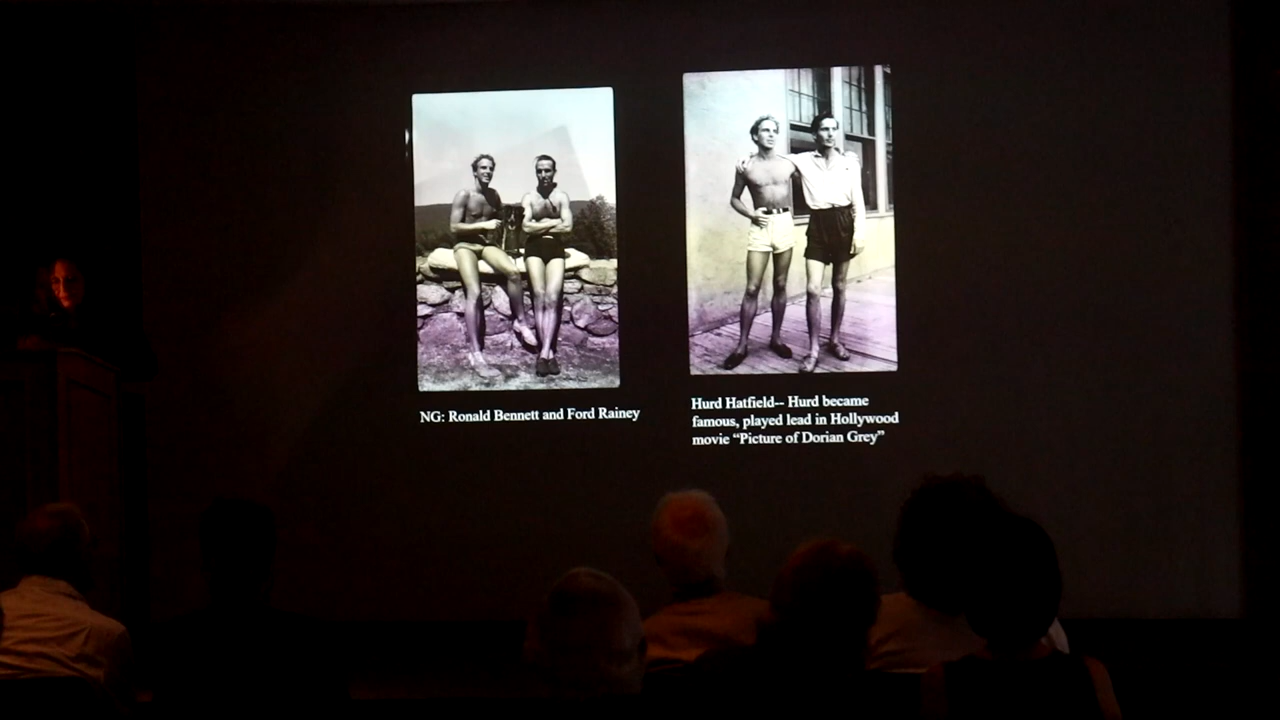 NG: Ronald Bennett and Ford Rainey
Hurd Hatfield-- Hurd became
famous, played lead in Hollywood
movie “Picture of Dorian Grey”